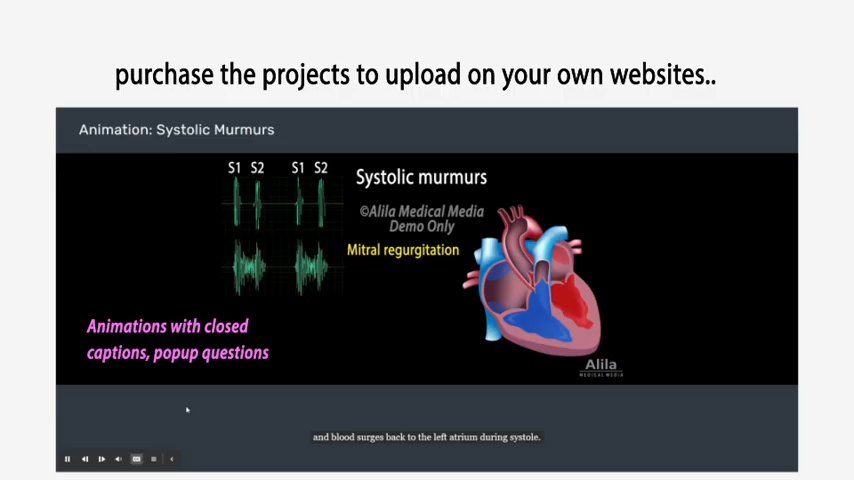 purchase the projects to upload on your own websites..
Animation: Systolic Murmurs
S1 S2 S1 S2
Systolic murmurs
©Alila Medical Media
Demo Only
Mitral regurgitation
Animations with closed
captions, popup questions
Alila
MEDICAL MEDIA
and blood surges back to the left atrium during systole.